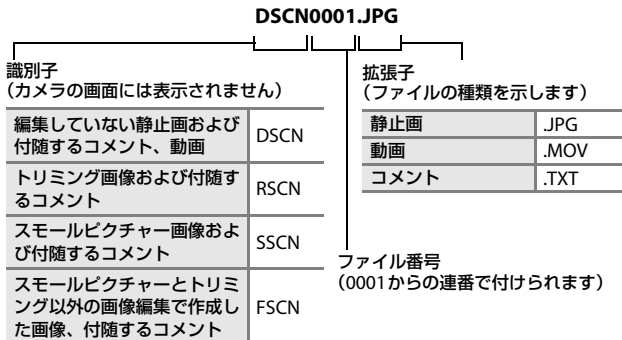 DSCN0001.JPG
識別子
（カメラの画面には表示されません）
編集していない静止画および
付随するコメント、動画
DSCN
トリミング画像および付随す
るコメント
RSCN
スモールピクチャー画像およ
び付随するコメント
SSCN
スモールピクチャーとトリミ
ング以外の画像編集で作成し
た画像、付随するコメント
FSCN
拡張子
（ファイルの種類を示します）
静止画 .JPG
動画 .MOV
コメント .TXT
ファイル番号
（0001からの連番で付けられます）